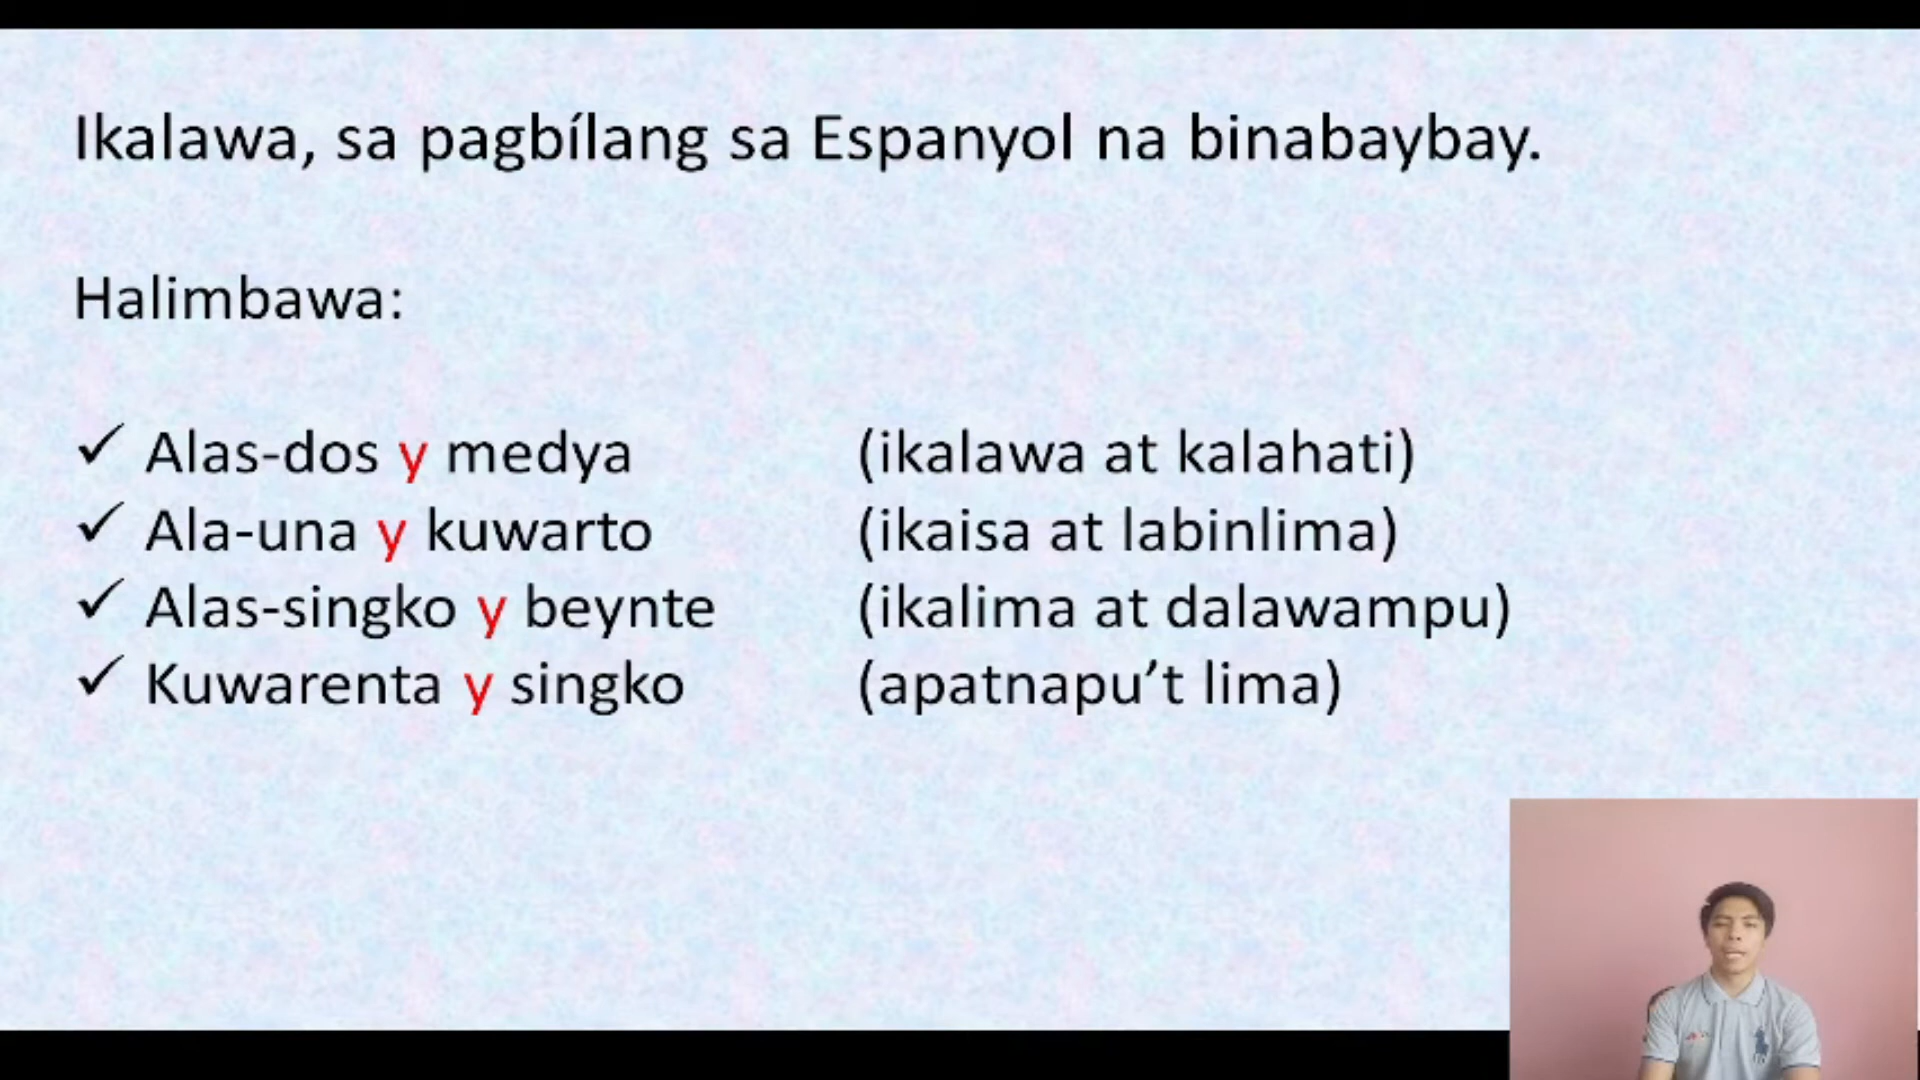 Ikalawa, sa pagbílang sa Espanyol na binabaybay.
Halimbawa:
✓ Alas-dos y medya (ikalawa at kalahati)
✓ Ala-una y kuwarto (ikaisa at labinlima)
✓ Alas-singko y beynte (ikalima at dalawampu)
✓ Kuwarenta y singko (apatnapu’t lima)